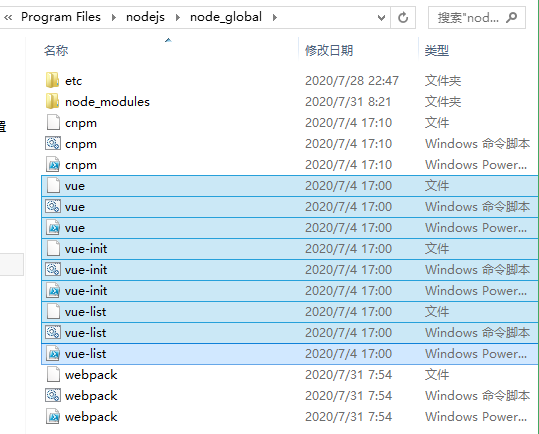 Program Files nodejs node_global 搜索"nod...
名称 修改日期 类型
etc 2020/7/28 22:47 文件夹
node_modules 2020/7/31 8:21 文件夹
cnpm 2020/7/4 17:10 文件
cnpm 2020/7/4 17:10 Windows 命令脚本
cnpm 2020/7/4 17:10 Windows Power...
vue 2020/7/4 17:00 文件
vue 2020/7/4 17:00 Windows 命令脚本
vue 2020/7/4 17:00 Windows Power...
vue-init 2020/7/4 17:00 文件
vue-init 2020/7/4 17:00 Windows 命令脚本
vue-init 2020/7/4 17:00 Windows Power...
vue-list 2020/7/4 17:00 文件
vue-list 2020/7/4 17:00 Windows 命令脚本
vue-list 2020/7/4 17:00 Windows Power...
webpack 2020/7/31 7:54 文件
webpack 2020/7/31 7:54 Windows 命令脚本
webpack 2020/7/31 7:54 Windows Power...
置